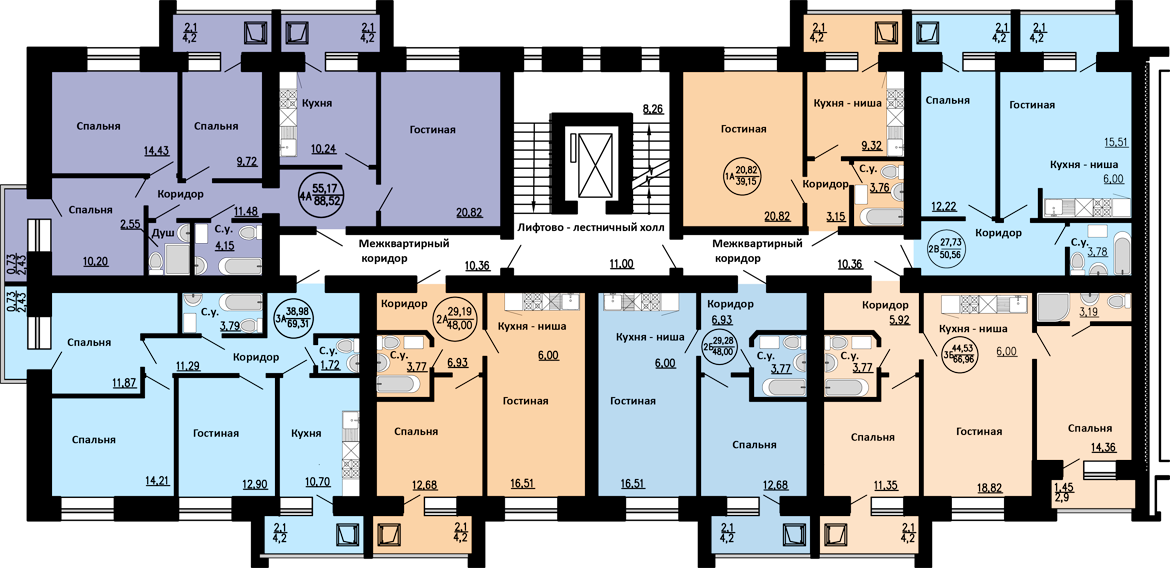 2,1
4,2
2,1
4,2
Спальня
14,43
Спальня
9,72
Кухня
10,24
Гостиная
20,82
Спальня
10,20
2,55
Душ
Коридор
11,48
С.у.
4,15
4А
55,17
88,52
0,73
2,43
8,26
Лифтово - лестничный холл
11,00
Межквартирный
коридор
10,36
Межквартирный
коридор
10,36
2,1
4,2
Гостиная
20,82
1А
20,82
39,15
Кухня - ниша
9,32
С.у.
3,76
Коридор
3,15
2,1
4,2
2,1
4,2
Спальня
12,22
Гостиная
15,51
Кухня - ниша
6,00
2В
27,73
50,56
Коридор
С.у.
3,78
0,73
2,43
Спальня
11,87
С.у.
3,79
3А
38,98
69,31
Коридор
11,29
С.у.
1,72
Спальня
14,21
Гостиная
12,90
Кухня
10,70
2,1
4,2
Коридор
2А
29,19
48,00
6,93
С.у.
3,77
Спальня
12,68
Кухня - ниша
6,00
Гостиная
16,51
2,1
4,2
Кухня - ниша
6,00
Гостиная
16,51
Коридор
6,93
2Б
29,28
48,00
С.у.
3,77
Спальня
12,68
2,1
4,2
Коридор
5,92
С.у.
3,77
Спальня
11,35
2,1
4,2
Кухня - ниша
6,00
3Б
44,53
66,96
Гостиная
18,82
3,19
Спальня
14,36
1,45
2,9